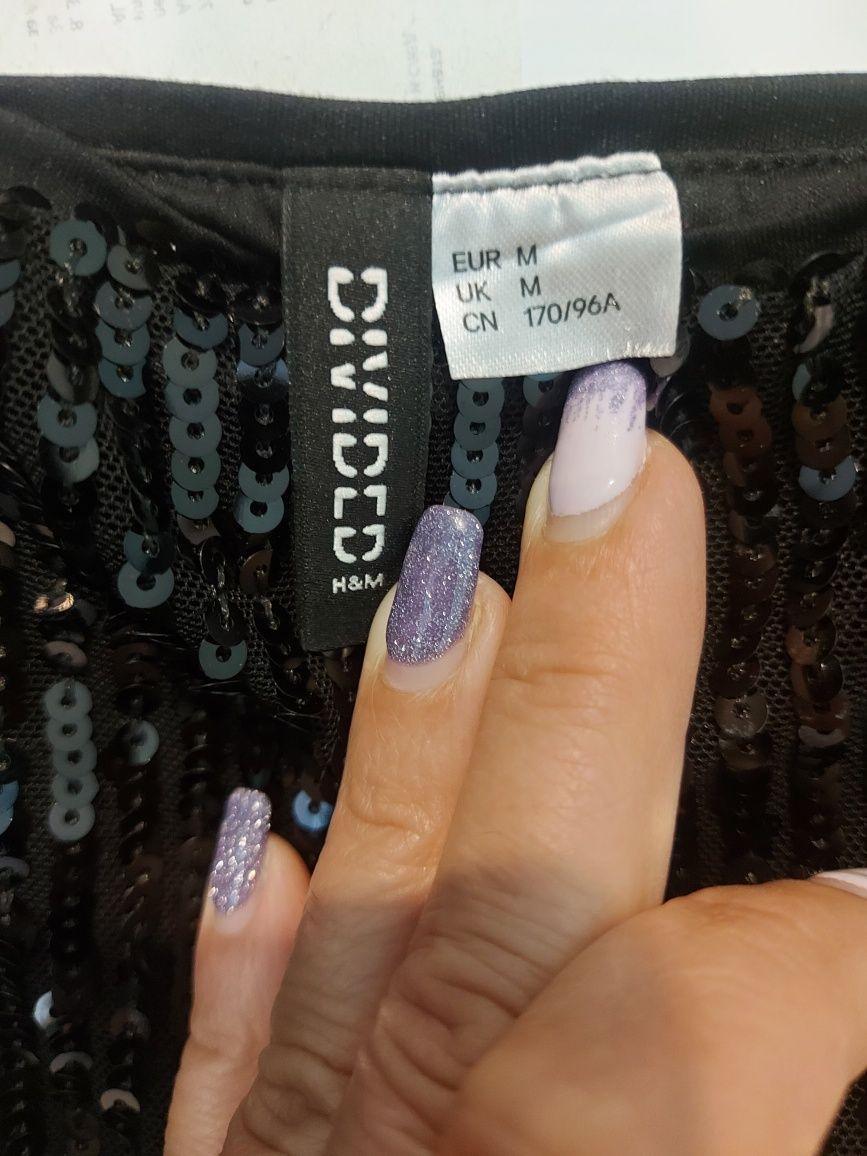 DIVIDED
H&M
EUR M
UK M
CN 170/96A